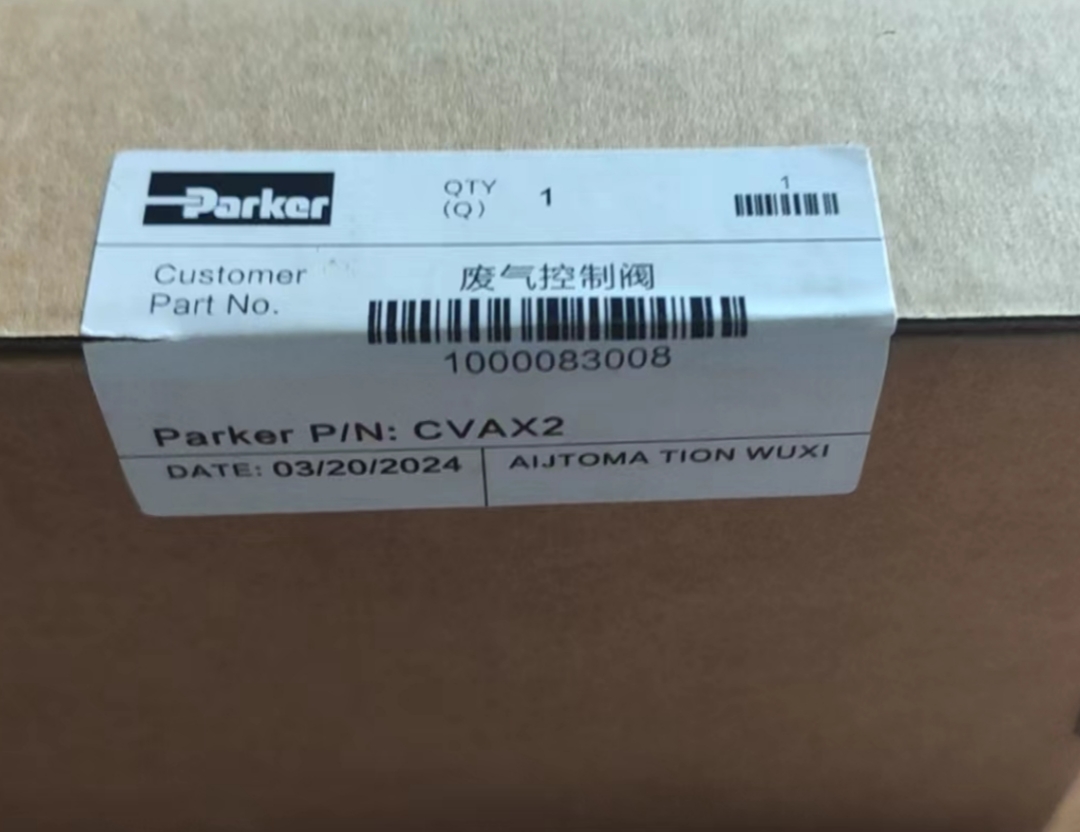 Parker
QTY
(Q)
1
1
Customer
Part No.
废气控制阀
1000083008
Parker P/N: CVAX2
DATE: 03/20/2024
AIJTOMA TION WUXI